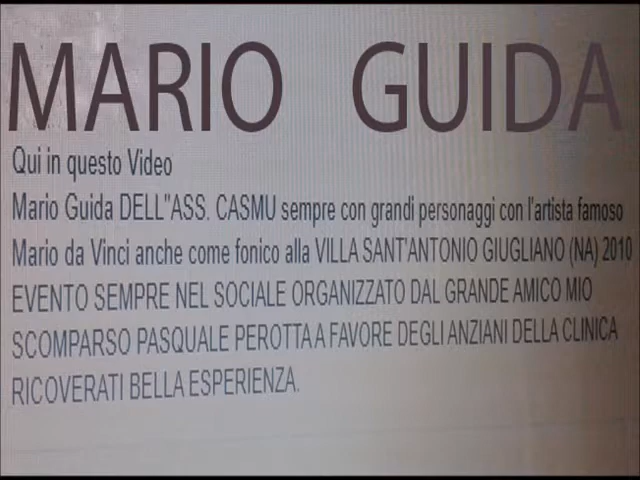 MARIO GUIDA
Qui in questo Video
Mario Guida DELL"ASS. CASMU sempre con grandi personaggi con l'artista famoso
Mario da Vinci anche come fonico alla VILLA SANT'ANTONIO GIUGLIANO (NA) 2010
EVENTO SEMPRE NEL SOCIALE ORGANIZZATO DAL GRANDE AMICO MIO
SCOMPARSO PASQUALE PEROTTA A FAVORE DEGLI ANZIANI DELLA CLINICA
RICOVERATI BELLA ESPERIENZA.